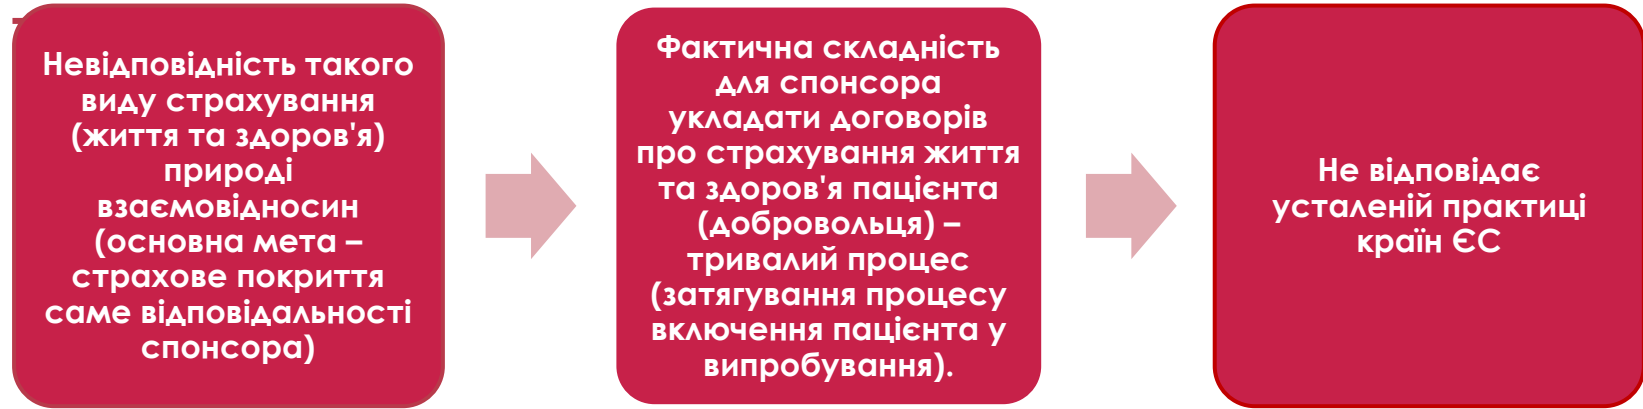 Невідповідність такого
виду страхування
(життя та здоров'я)
природі
взаємовідносин
(основна мета –
страхове покриття
саме відповідальності
спонсора)
Фактична складність
для спонсора
укладати договорів
про страхування життя
та здоров'я пацієнта
(добровольця) –
тривалий процес
(затягування процесу
включення пацієнта у
випробування).
Не відповідає
усталеній практиці
країн ЄС